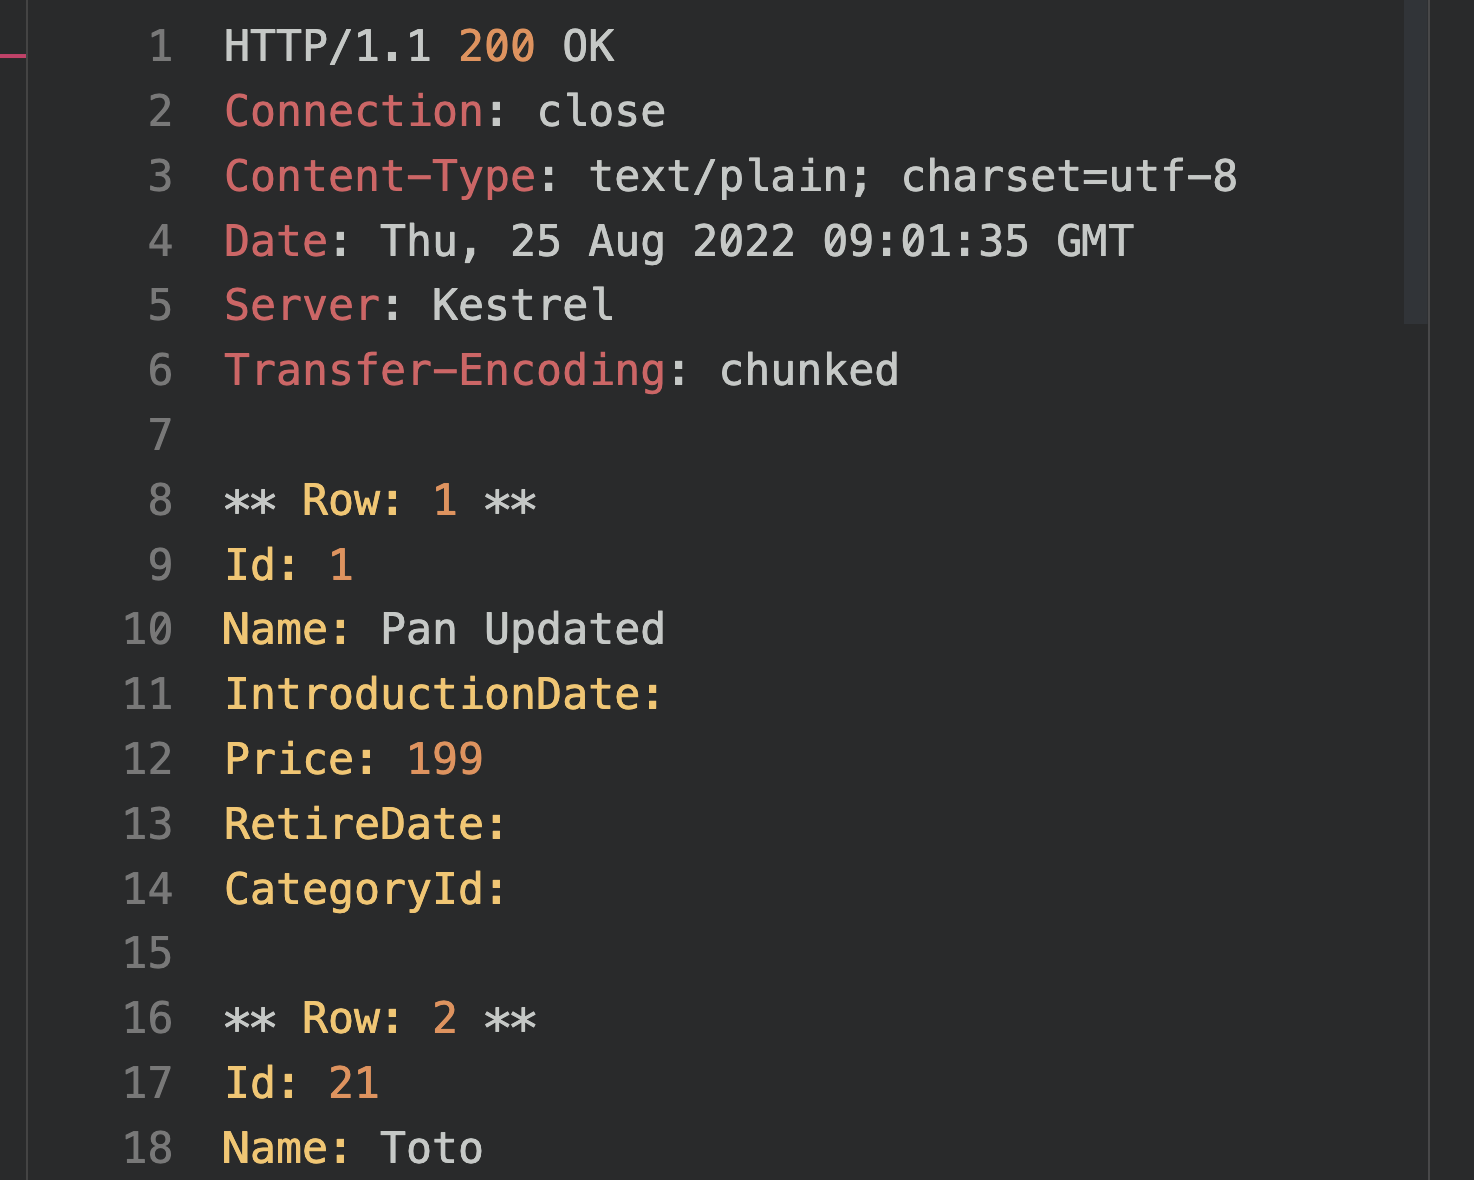 1 HTTP/1.1 200 OK
2 Connection: close
3 Content-Type: text/plain; charset=utf-8
4 Date: Thu, 25 Aug 2022 09:01:35 GMT
5 Server: Kestrel
6 Transfer-Encoding: chunked
7
8 ** Row: 1 **
9 Id: 1
10 Name: Pan Updated
11 IntroductionDate:
12 Price: 199
13 RetireDate:
14 CategoryId:
15
16 ** Row: 2 **
17 Id: 21
18 Name: Toto